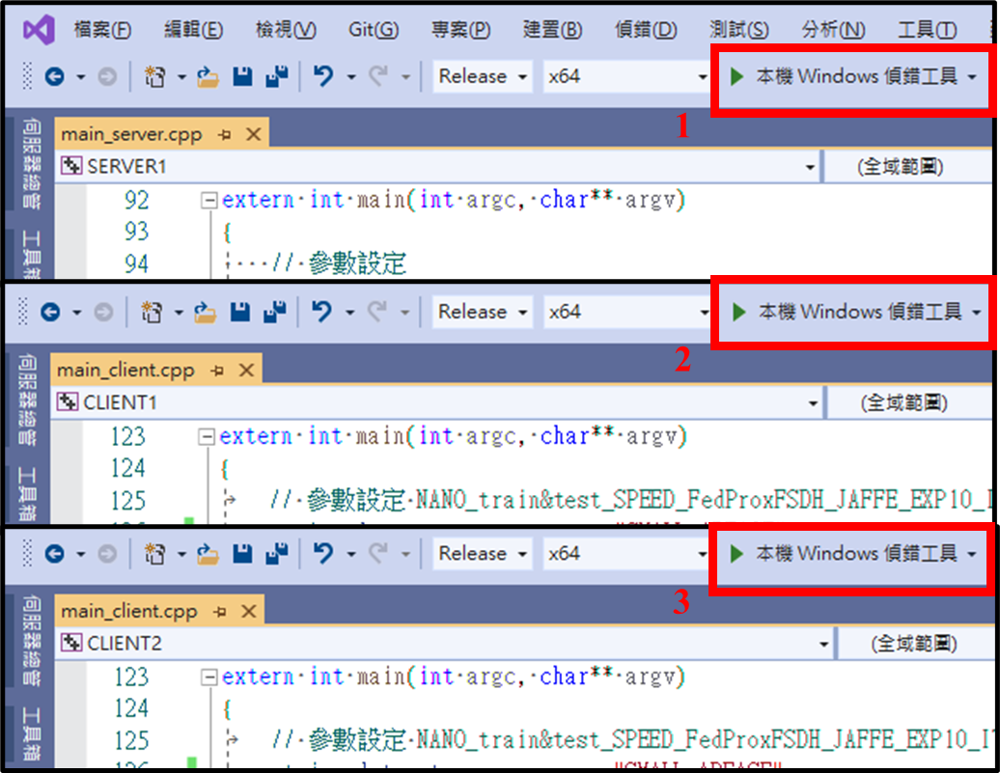 檔案(F) 編輯(E) 檢視(V) Git(G) 專案(P) 建置(B) 偵錯(D) 測試(S) 分析(N) 工具(T)
Release x64 本機 Windows 偵錯工具
1
伺服器總管
工具箱
main_server.cpp
SERVER1 (全域範圍)
92 extern·int·main(int·argc,·char**·argv)
93 {
94 ····//·參數設定
Release x64 本機 Windows 偵錯工具
2
伺服器總管
工具箱
main_client.cpp
CLIENT1 (全域範圍)
123 extern·int·main(int·argc,·char**·argv)
124 {
125 //·參數設定·NANO_train&test_SPEED_FedProxFSDH_JAFFE_EXP10_I
Release x64 本機 Windows 偵錯工具
3
伺服器總管
工具箱
main_client.cpp
CLIENT2 (全域範圍)
123 extern·int·main(int·argc,·char**·argv)
124 {
125 //·參數設定·NANO_train&test_SPEED_FedProxFSDH_JAFFE_EXP10_I